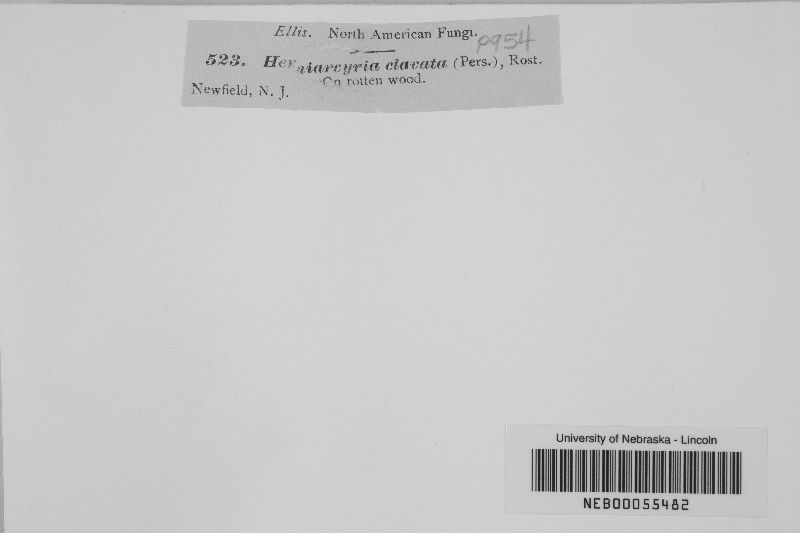 Ellis. North American Fungi.
p954
523. Hemiarcyria clavata (Pers.), Rost.
On rotten wood.
Newfield, N. J.
University of Nebraska - Lincoln
NEB00055482